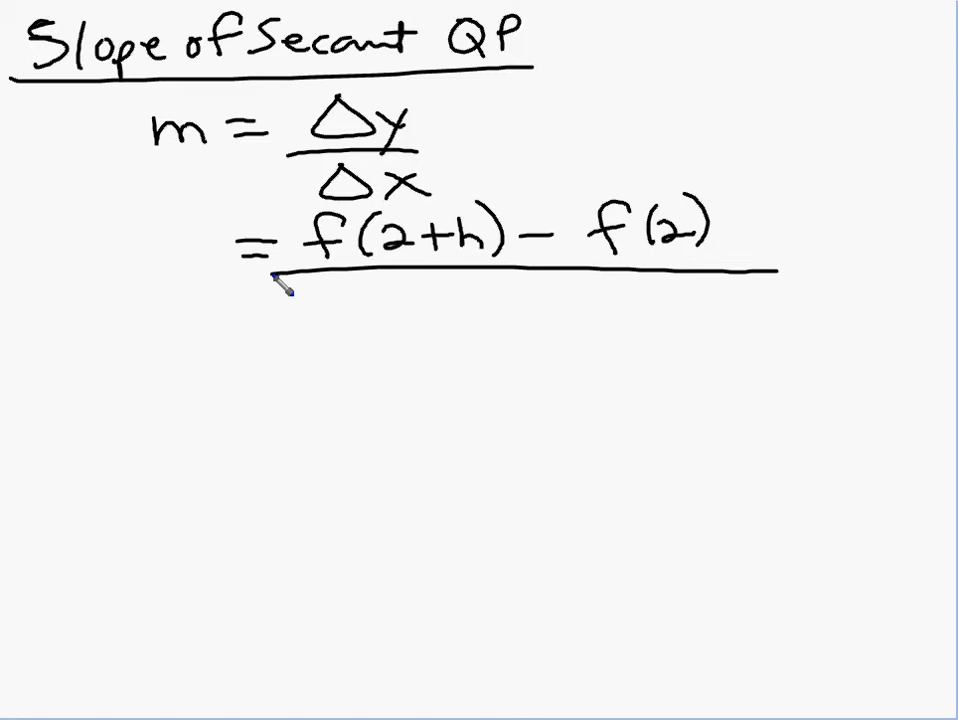 Slope of Secant QP
m = Δy
Δx
= f(2+h) - f(2)